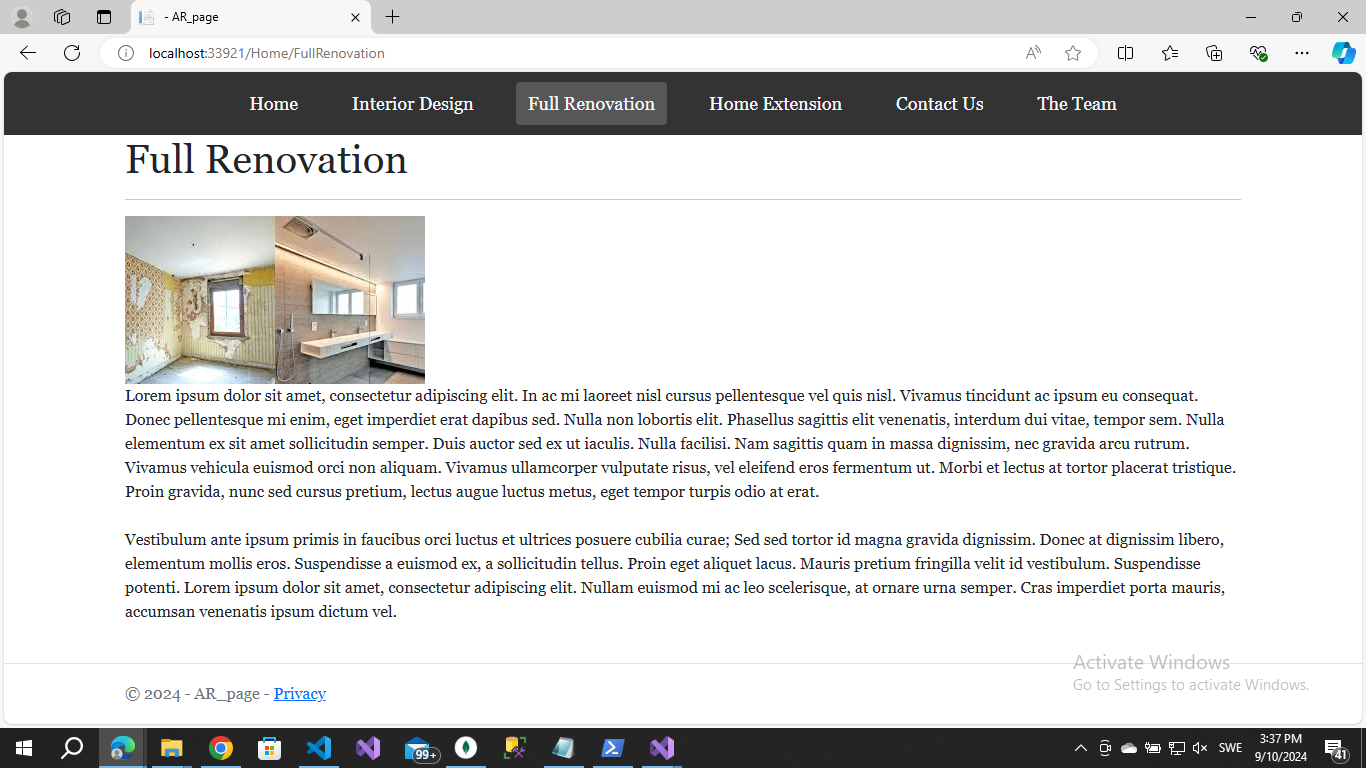 - AR_page
localhost:33921/Home/FullRenovation
Home Interior Design Full Renovation Home Extension Contact Us The Team
Full Renovation
Lorem ipsum dolor sit amet, consectetur adipiscing elit. In ac mi laoreet nisl cursus pellentesque vel quis nisl. Vivamus tincidunt ac ipsum eu consequat.
Donec pellentesque mi enim, eget imperdiet erat dapibus sed. Nulla non lobortis elit. Phasellus sagittis elit venenatis, interdum dui vitae, tempor sem. Nulla
elementum ex sit amet sollicitudin semper. Duis auctor sed ex ut iaculis. Nulla facilisi. Nam sagittis quam in massa dignissim, nec gravida arcu rutrum.
Vivamus vehicula euismod orci non aliquam. Vivamus ullamcorper vulputate risus, vel eleifend eros fermentum ut. Morbi et lectus at tortor placerat tristique.
Proin gravida, nunc sed cursus pretium, lectus augue luctus metus, eget tempor turpis odio at erat.
Vestibulum ante ipsum primis in faucibus orci luctus et ultrices posuere cubilia curae; Sed sed tortor id magna gravida dignissim. Donec at dignissim libero,
elementum mollis eros. Suspendisse a euismod ex, a sollicitudin tellus. Proin eget aliquet lacus. Mauris pretium fringilla velit id vestibulum. Suspendisse
potenti. Lorem ipsum dolor sit amet, consectetur adipiscing elit. Nullam euismod mi ac leo scelerisque, at ornare urna semper. Cras imperdiet porta mauris,
accumsan venenatis ipsum dictum vel.
Activate Windows
Go to Settings to activate Windows.
© 2024 - AR_page - Privacy
99+
SWE
3:37 PM
9/10/2024
41